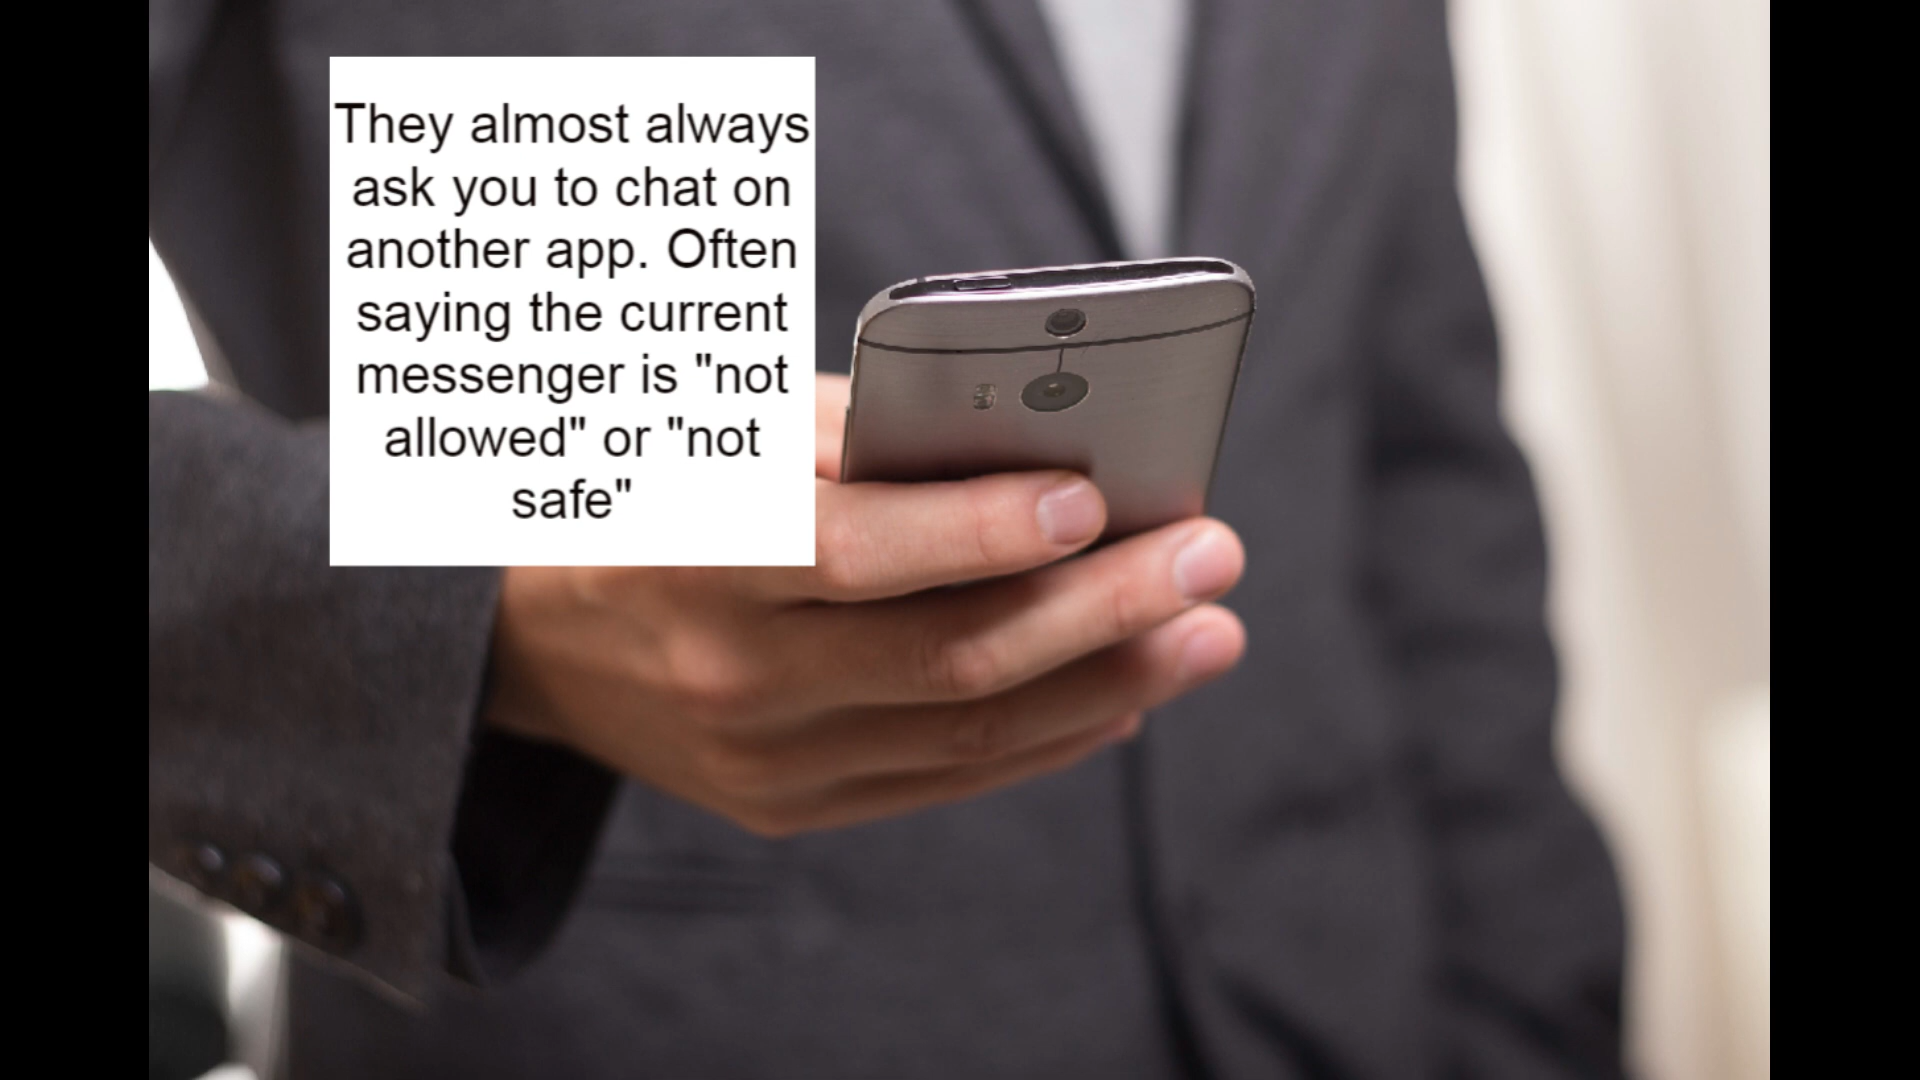 They almost always
ask you to chat on
another app. Often
saying the current
messenger is "not
allowed" or "not
safe"